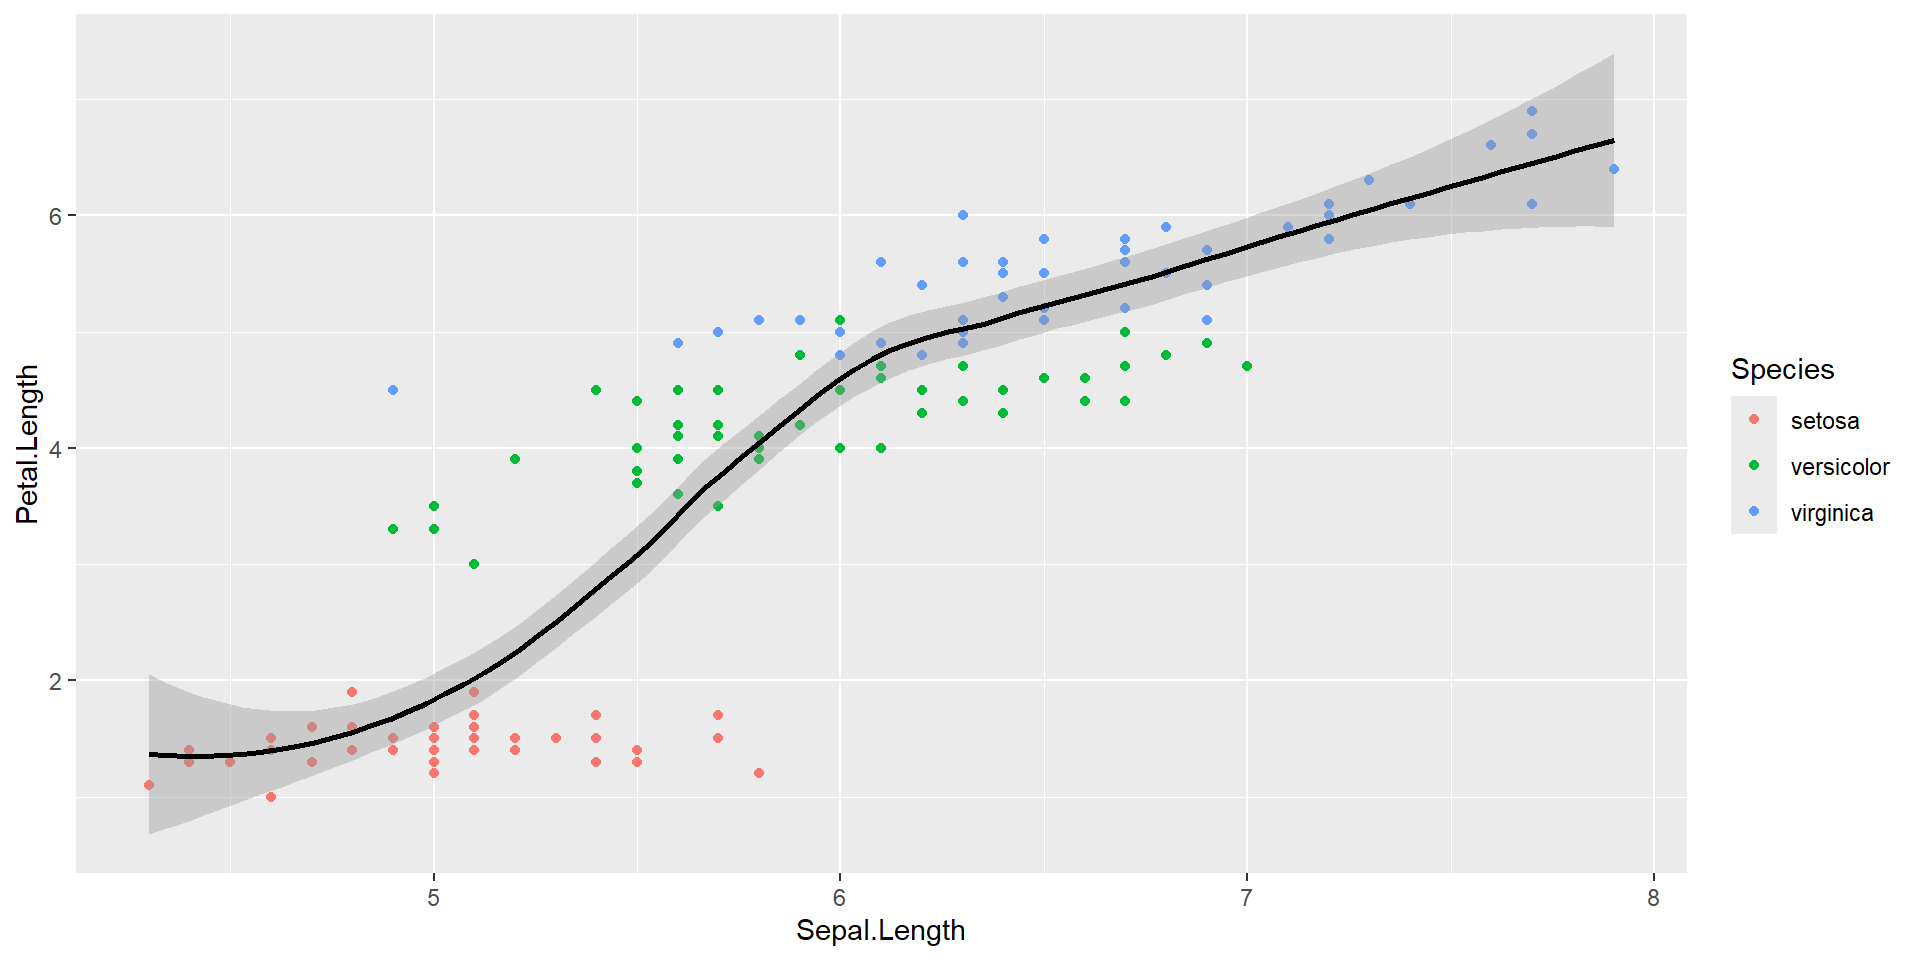 Petal.Length
6
4
2
5 6 7 8
Sepal.Length
Species
setosa
versicolor
virginica